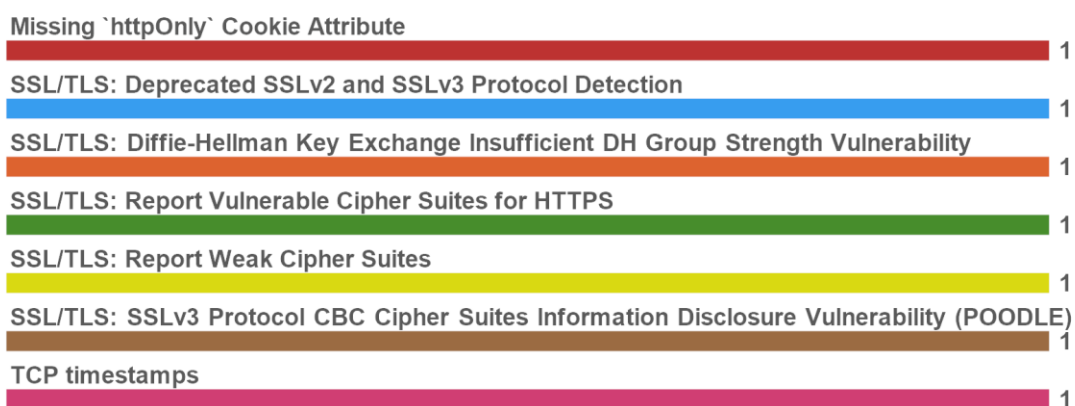 Missing `httpOnly` Cookie Attribute
1
SSL/TLS: Deprecated SSLv2 and SSLv3 Protocol Detection
1
SSL/TLS: Diffie-Hellman Key Exchange Insufficient DH Group Strength Vulnerability
1
SSL/TLS: Report Vulnerable Cipher Suites for HTTPS
1
SSL/TLS: Report Weak Cipher Suites
1
SSL/TLS: SSLv3 Protocol CBC Cipher Suites Information Disclosure Vulnerability (POODLE)
1
TCP timestamps
1